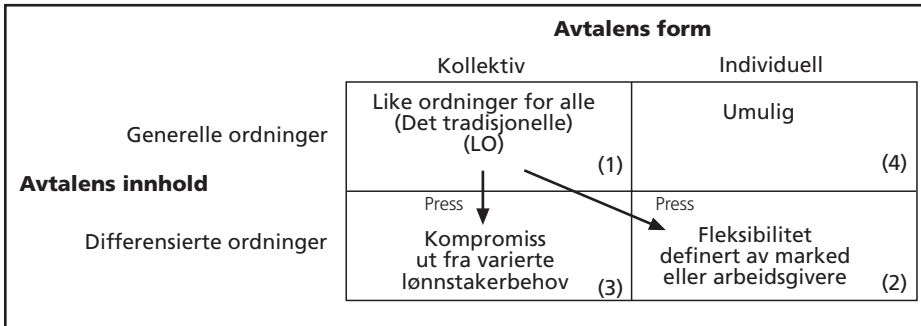 Avtalens form
Kollektiv
Individuell
Generelle ordninger
Like ordninger for alle
(Det tradisjonelle)
(LO)
(1)
Umulig
(4)
Avtalens innhold
Differensierte ordninger
Press
Kompromiss
ut fra varierte
lønnstakerbehov
(3)
Press
Fleksibilitet
definert av marked
eller arbeidsgivere
(2)